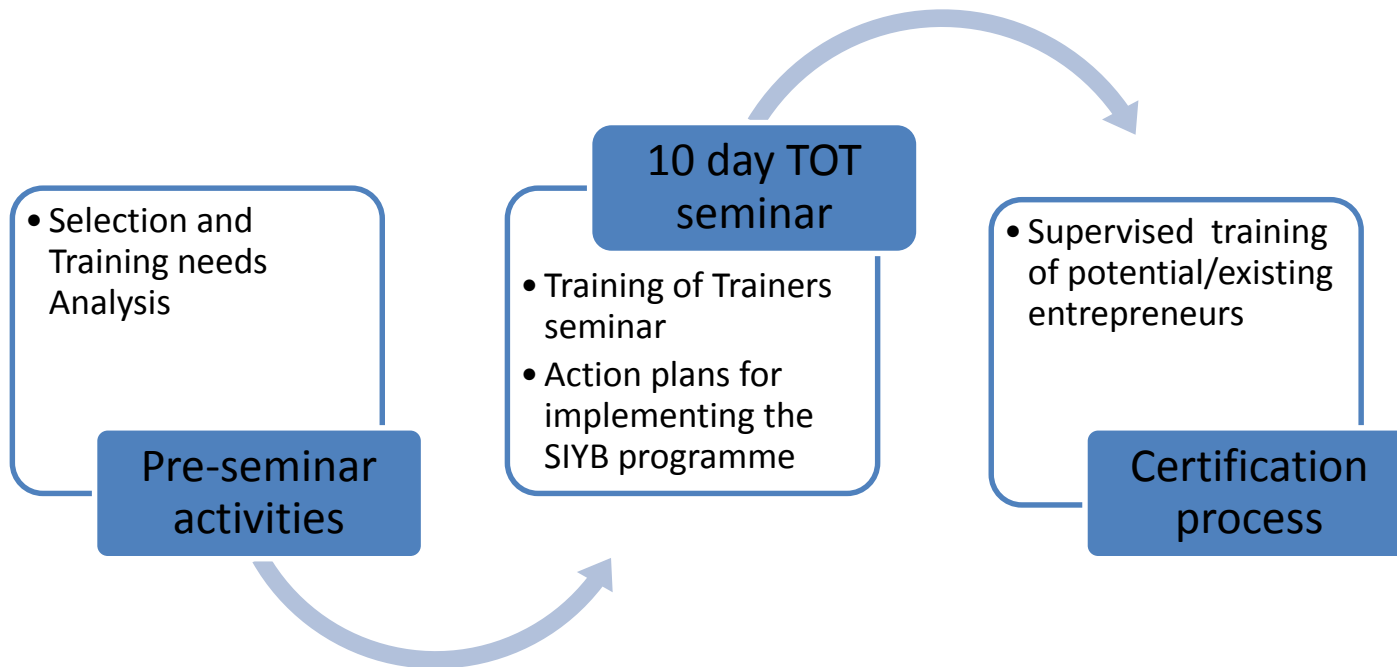 • Selection and
Training needs
Analysis
Pre-seminar
activities
10 day TOT
seminar
• Training of Trainers
seminar
• Action plans for
implementing the
SIYB programme
• Supervised  training
of potential/existing
entrepreneurs
Certification
process